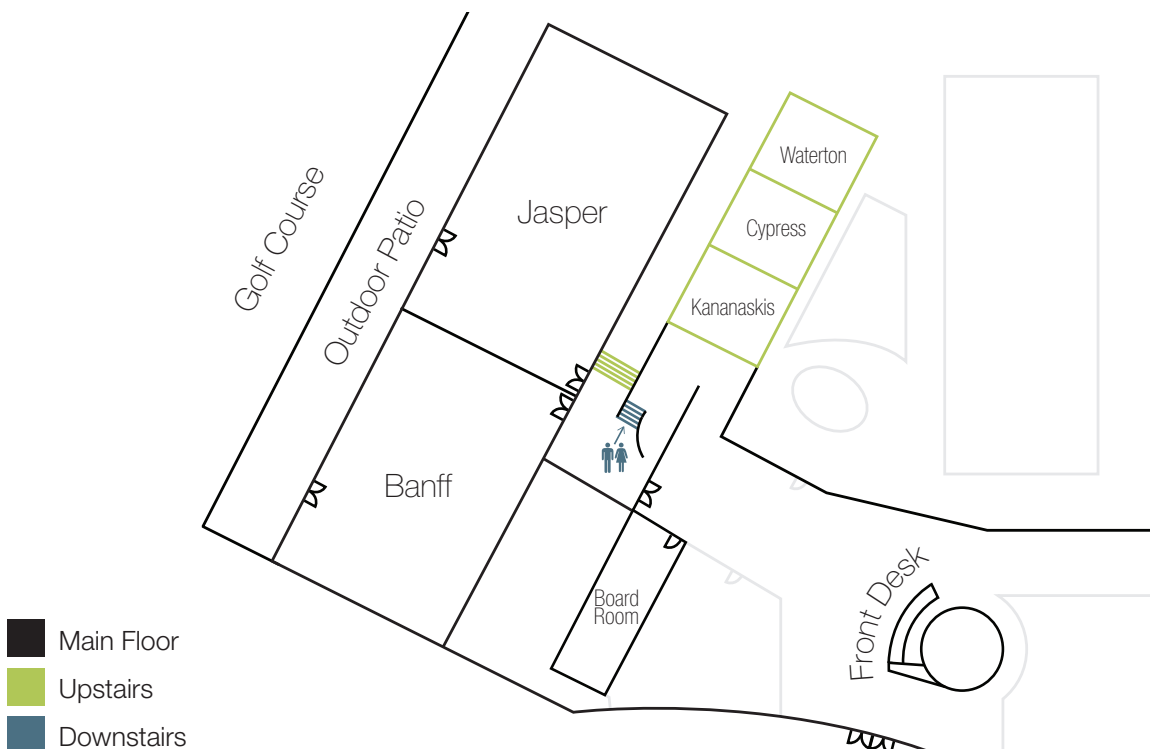 Waterton
Jasper
Cypress
Golf Course
Outdoor Patio
Kananaskis
Banff
Board
Room
Front Desk
Main Floor
Upstairs
Downstairs